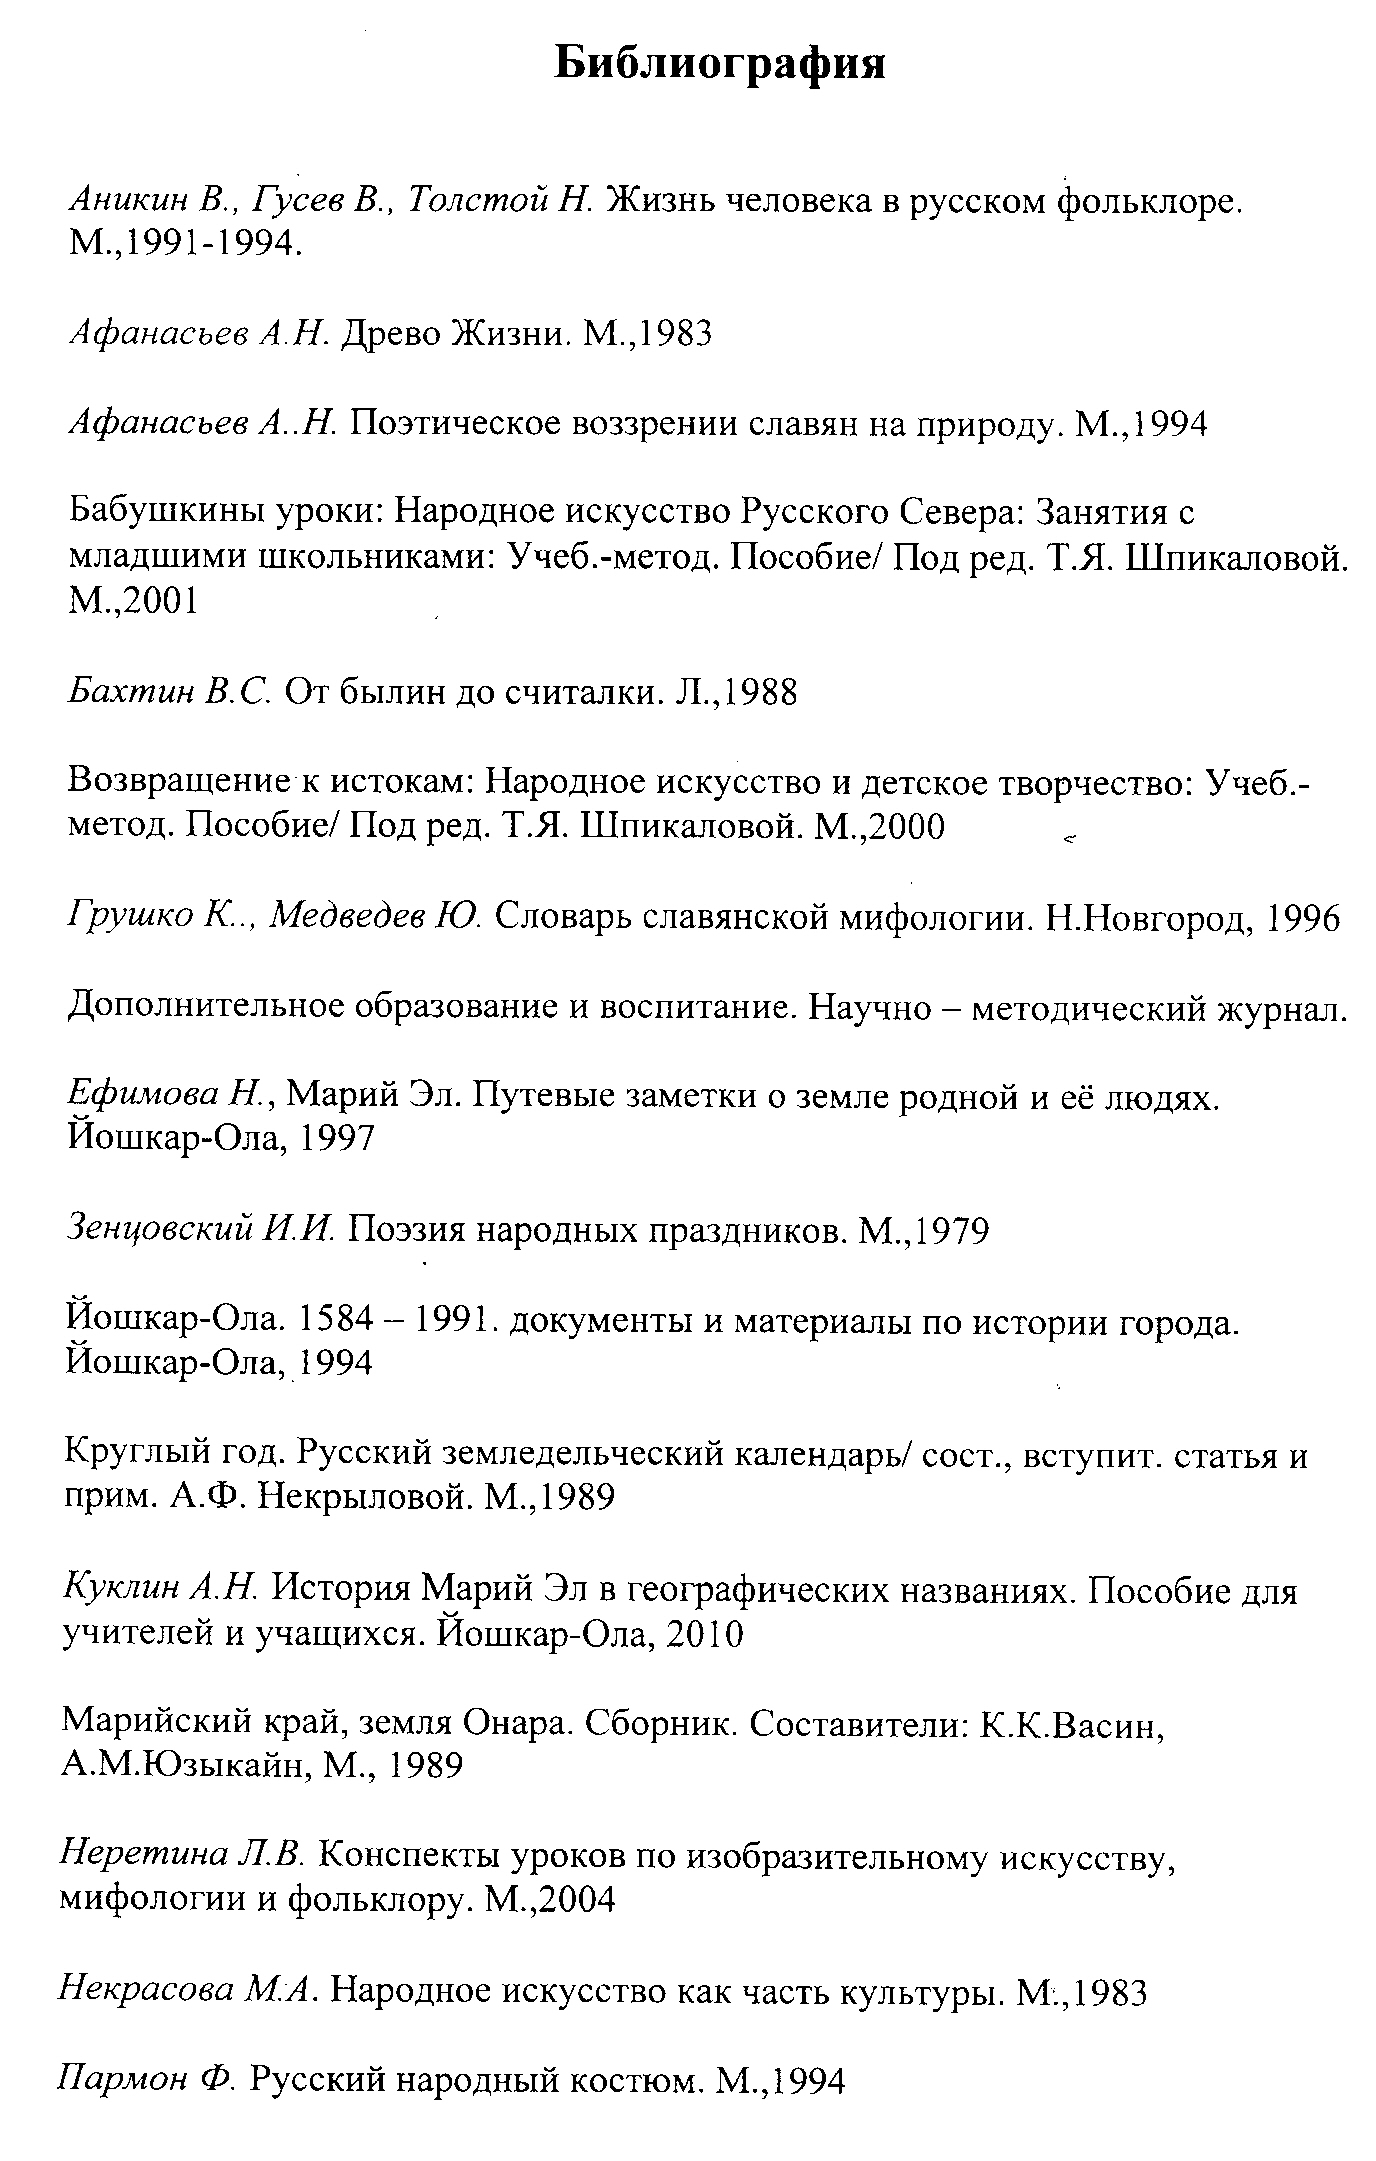 Библиография
Аникин В., Гусев В., Толстой Н. Жизнь человека в русском фольклоре.
М.,1991-1994.
Афанасьев А.Н. Древо Жизни. М.,1983
Афанасьев А..Н. Поэтическое воззрении славян на природу. М.,1994
Бабушкины уроки: Народное искусство Русского Севера: Занятия с
младшими школьниками: Учеб.-метод. Пособие/ Под ред. Т.Я. Шпикаловой.
М.,2001
Бахтин В.С. От былин до считалки. Л.,1988
Возвращение к истокам: Народное искусство и детское творчество: Учеб.-
метод. Пособие/ Под ред. Т.Я. Шпикаловой. М.,2000
Грушко К.., Медведев Ю. Словарь славянской мифологии. Н.Новгород, 1996
Дополнительное образование и воспитание. Научно – методический журнал.
Ефимова Н., Марий Эл. Путевые заметки о земле родной и её людях.
Йошкар-Ола, 1997
Зенцовский И.И. Поэзия народных праздников. М.,1979
Йошкар-Ола. 1584 – 1991. документы и материалы по истории города.
Йошкар-Ола, 1994
Круглый год. Русский земледельческий календарь/ сост., вступит. статья и
прим. А.Ф. Некрыловой. М.,1989
Куклин А.Н. История Марий Эл в географических названиях. Пособие для
учителей и учащихся. Йошкар-Ола, 2010
Марийский край, земля Онара. Сборник. Составители: К.К.Васин,
А.М.Юзыкайн, М., 1989
Неретина Л.В. Конспекты уроков по изобразительному искусству,
мифологии и фольклору. М.,2004
Некрасова М.А. Народное искусство как часть культуры. М.,1983
Пармон Ф. Русский народный костюм. М.,1994